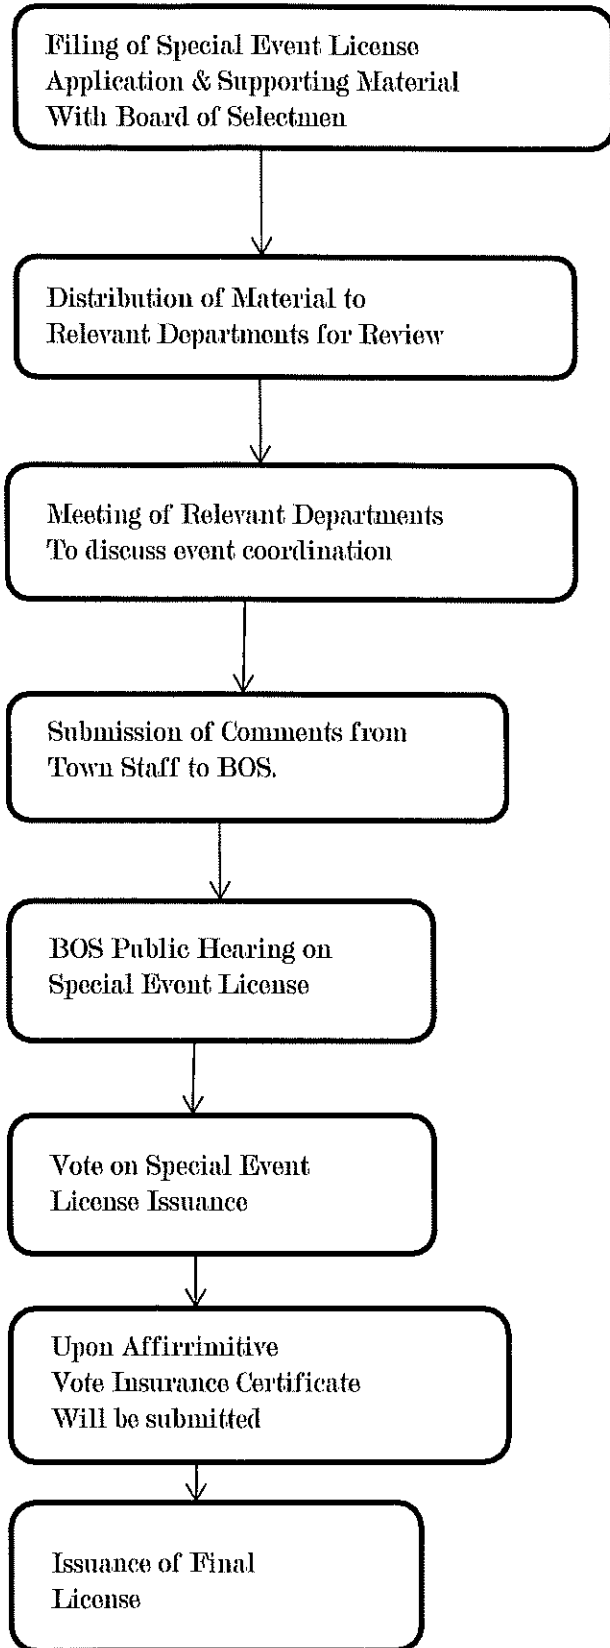 Filing of Special Event License
Application & Supporting Material
With Board of Selectmen
Distribution of Material to
Relevant Departments for Review
Meeting of Relevant Departments
To discuss event coordination
Submission of Comments from
Town Staff to BOS.
BOS Public Hearing on
Special Event License
Vote on Special Event
License Issuance
Upon Affirrimitive
Vote Insurance Certificate
Will be submitted
Issuance of Final
License